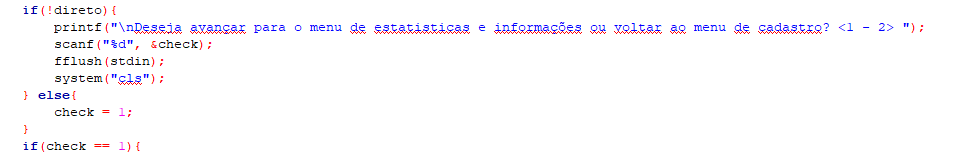 if(!direto){
printf("\nDeseja avançar para o menu de estatisticas e informações ou voltar ao menu de cadastro? <1 - 2> ");
scanf("%d", &check);
fflush(stdin);
system("cls");
} else{
check = 1;
}
if(check == 1){